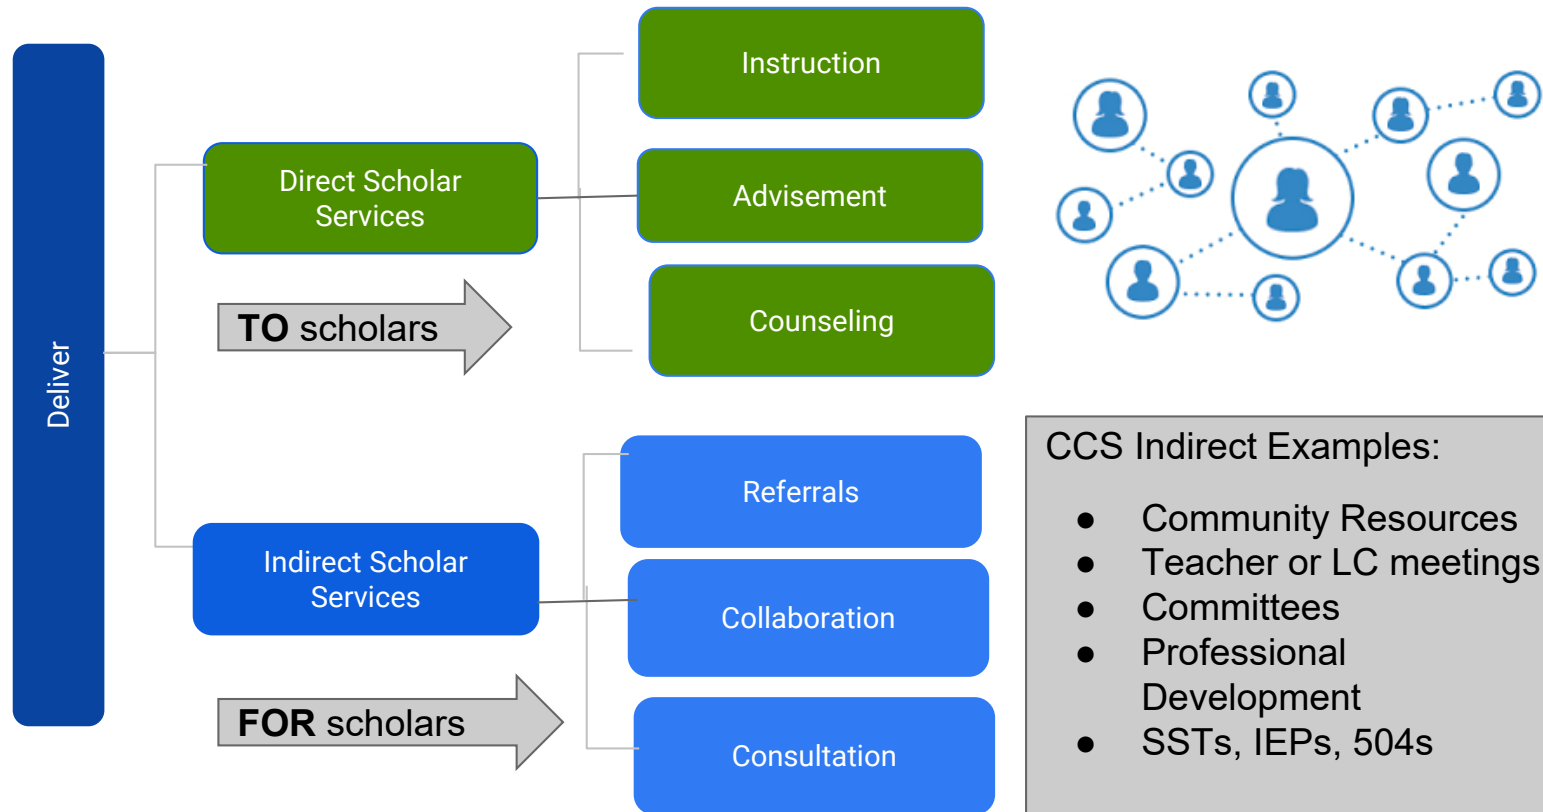 Deliver
Direct Scholar
Services
TO scholars
Instruction
Advisement
Counseling
Indirect Scholar
Services
FOR scholars
Referrals
Collaboration
Consultation
CCS Indirect Examples:
● Community Resources
● Teacher or LC meetings
● Committees
● Professional
Development
● SSTs, IEPs, 504s